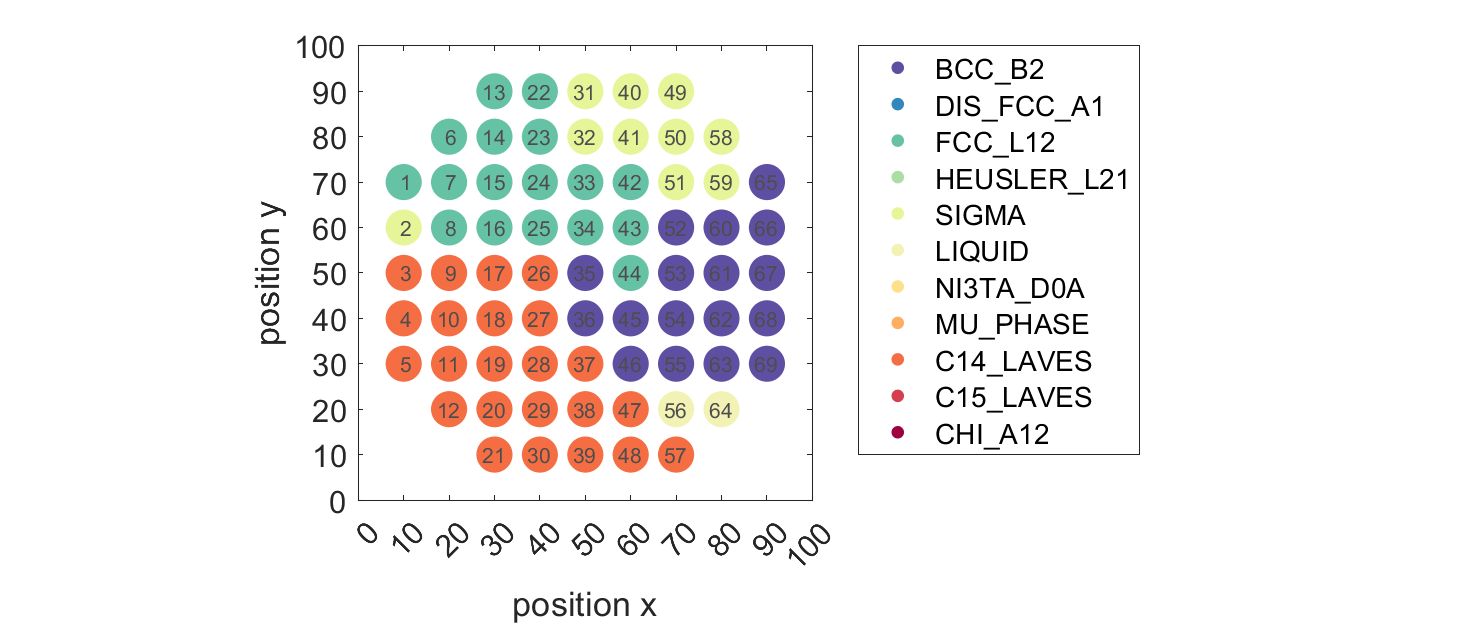 100
90
80
70
60
50
40
30
20
10
0
position y
13 22 31 40 49
6 14 23 32 41 50 58
1 7 15 24 33 42 51 59 65
2 8 16 25 34 43 52 60 66
3 9 17 26 35 44 53 61 67
4 10 18 27 36 45 54 62 68
5 11 19 28 37 46 55 63 69
12 20 29 38 47 56 64
21 30 39 48 57
0 10 20 30 40 50 60 70 80 90 100
position x
BCC_B2
DIS_FCC_A1
FCC_L12
HEUSLER_L21
SIGMA
LIQUID
NI3TA_D0A
MU_PHASE
C14_LAVES
C15_LAVES
CHI_A12